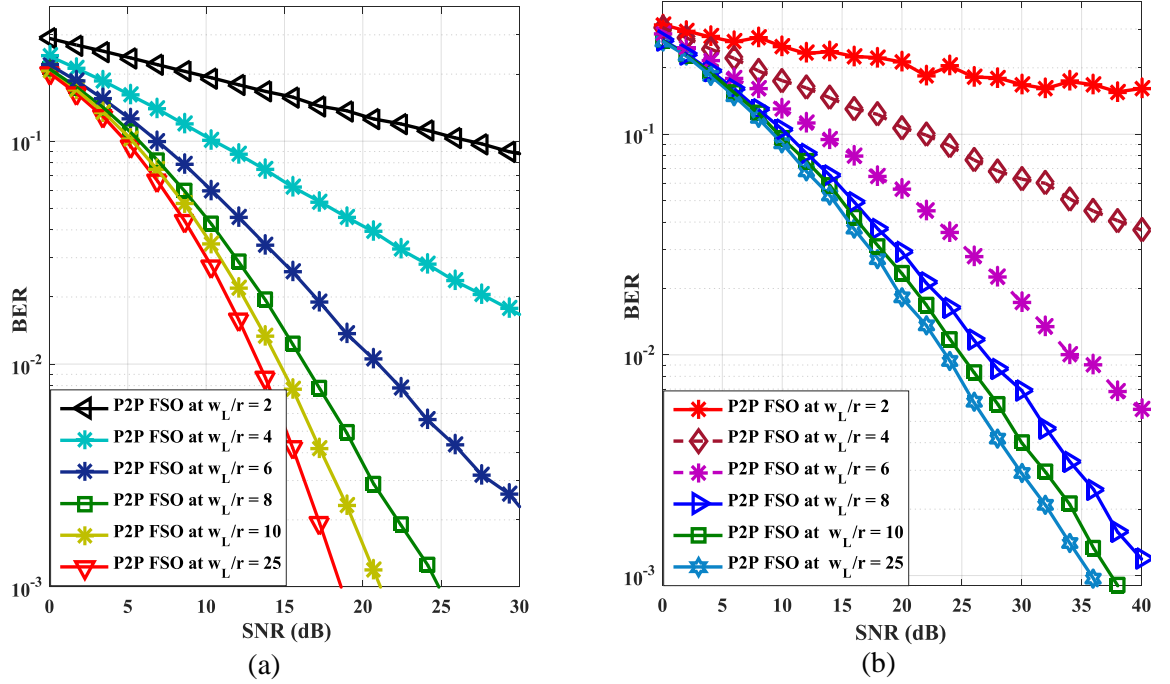 BER
10^-1
10^-2
10^-3
P2P FSO at w_L/r = 2
P2P FSO at w_L/r = 4
P2P FSO at w_L/r = 6
P2P FSO at w_L/r = 8
P2P FSO at w_L/r = 10
P2P FSO at w_L/r = 25
0 5 10 15 20 25 30
SNR (dB)
(a)
BER
10^-1
10^-2
10^-3
P2P FSO at w_L/r = 2
P2P FSO at w_L/r = 4
P2P FSO at w_L/r = 6
P2P FSO at w_L/r = 8
P2P FSO at w_L/r = 10
P2P FSO at w_L/r = 25
0 5 10 15 20 25 30 35 40
SNR (dB)
(b)